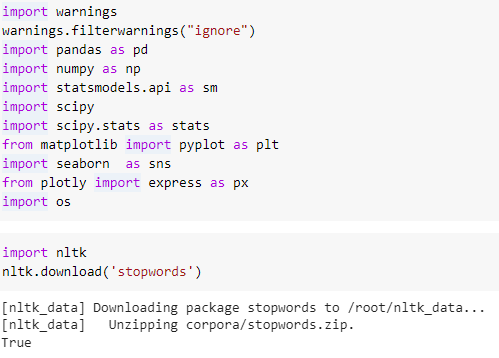 import warnings
warnings.filterwarnings("ignore")
import pandas as pd
import numpy as np
import statsmodels.api as sm
import scipy
import scipy.stats as stats
from matplotlib import pyplot as plt
import seaborn  as sns
from plotly import express as px
import os
import nltk
nltk.download('stopwords')
[nltk_data] Downloading package stopwords to /root/nltk_data...
[nltk_data]   Unzipping corpora/stopwords.zip.
True